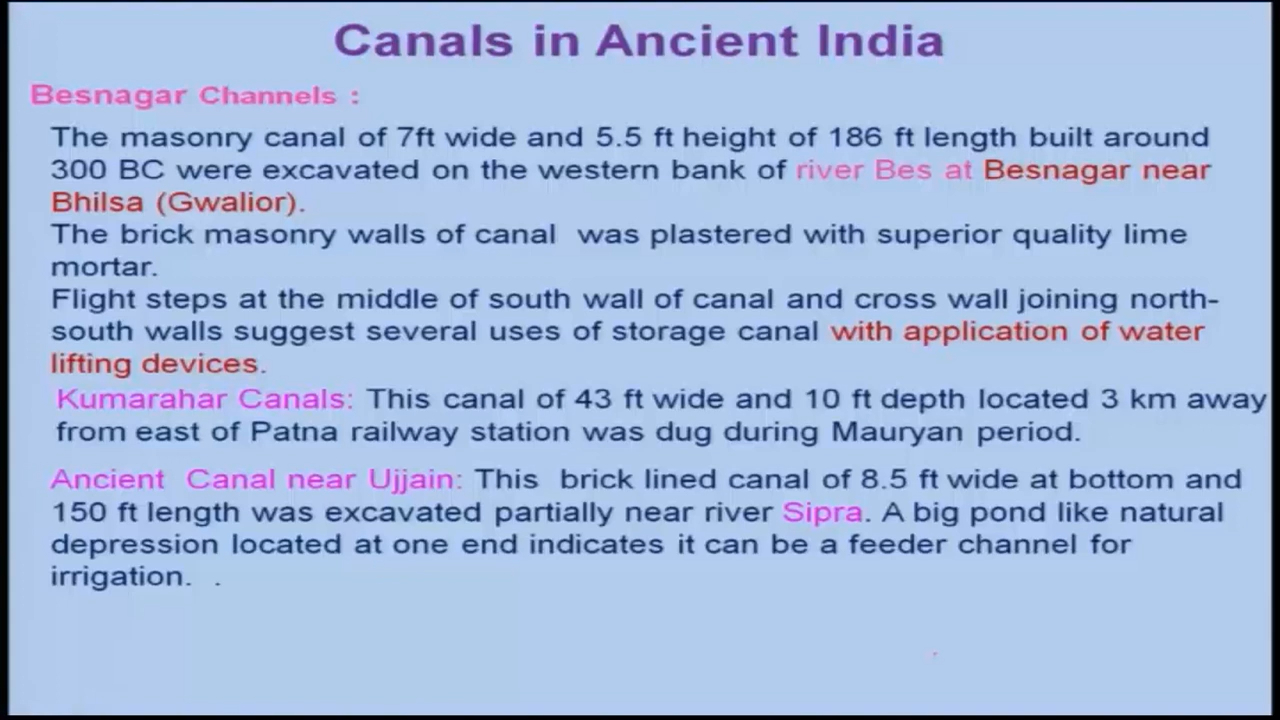 Canals in Ancient India
Besnagar Channels :
The masonry canal of 7ft wide and 5.5 ft height of 186 ft length built around
300 BC were excavated on the western bank of river Bes at Besnagar near
Bhilsa (Gwalior).
The brick masonry walls of canal was plastered with superior quality lime
mortar.
Flight steps at the middle of south wall of canal and cross wall joining north-
south walls suggest several uses of storage canal with application of water
lifting devices.
Kumarahar Canals: This canal of 43 ft wide and 10 ft depth located 3 km away
from east of Patna railway station was dug during Mauryan period.
Ancient Canal near Ujjain: This brick lined canal of 8.5 ft wide at bottom and
150 ft length was excavated partially near river Sipra. A big pond like natural
depression located at one end indicates it can be a feeder channel for
irrigation. .